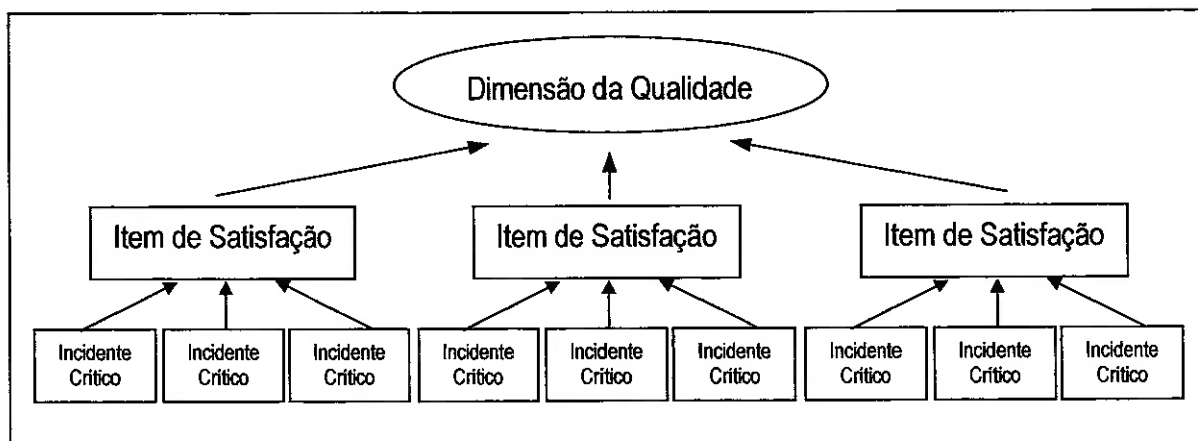 Dimensão da Qualidade
Item de Satisfação
Item de Satisfação
Item de Satisfação
Incidente
Crítico
Incidente
Crítico
Incidente
Crítico
Incidente
Crítico
Incidente
Crítico
Incidente
Crítico
Incidente
Crítico
Incidente
Crítico
Incidente
Crítico